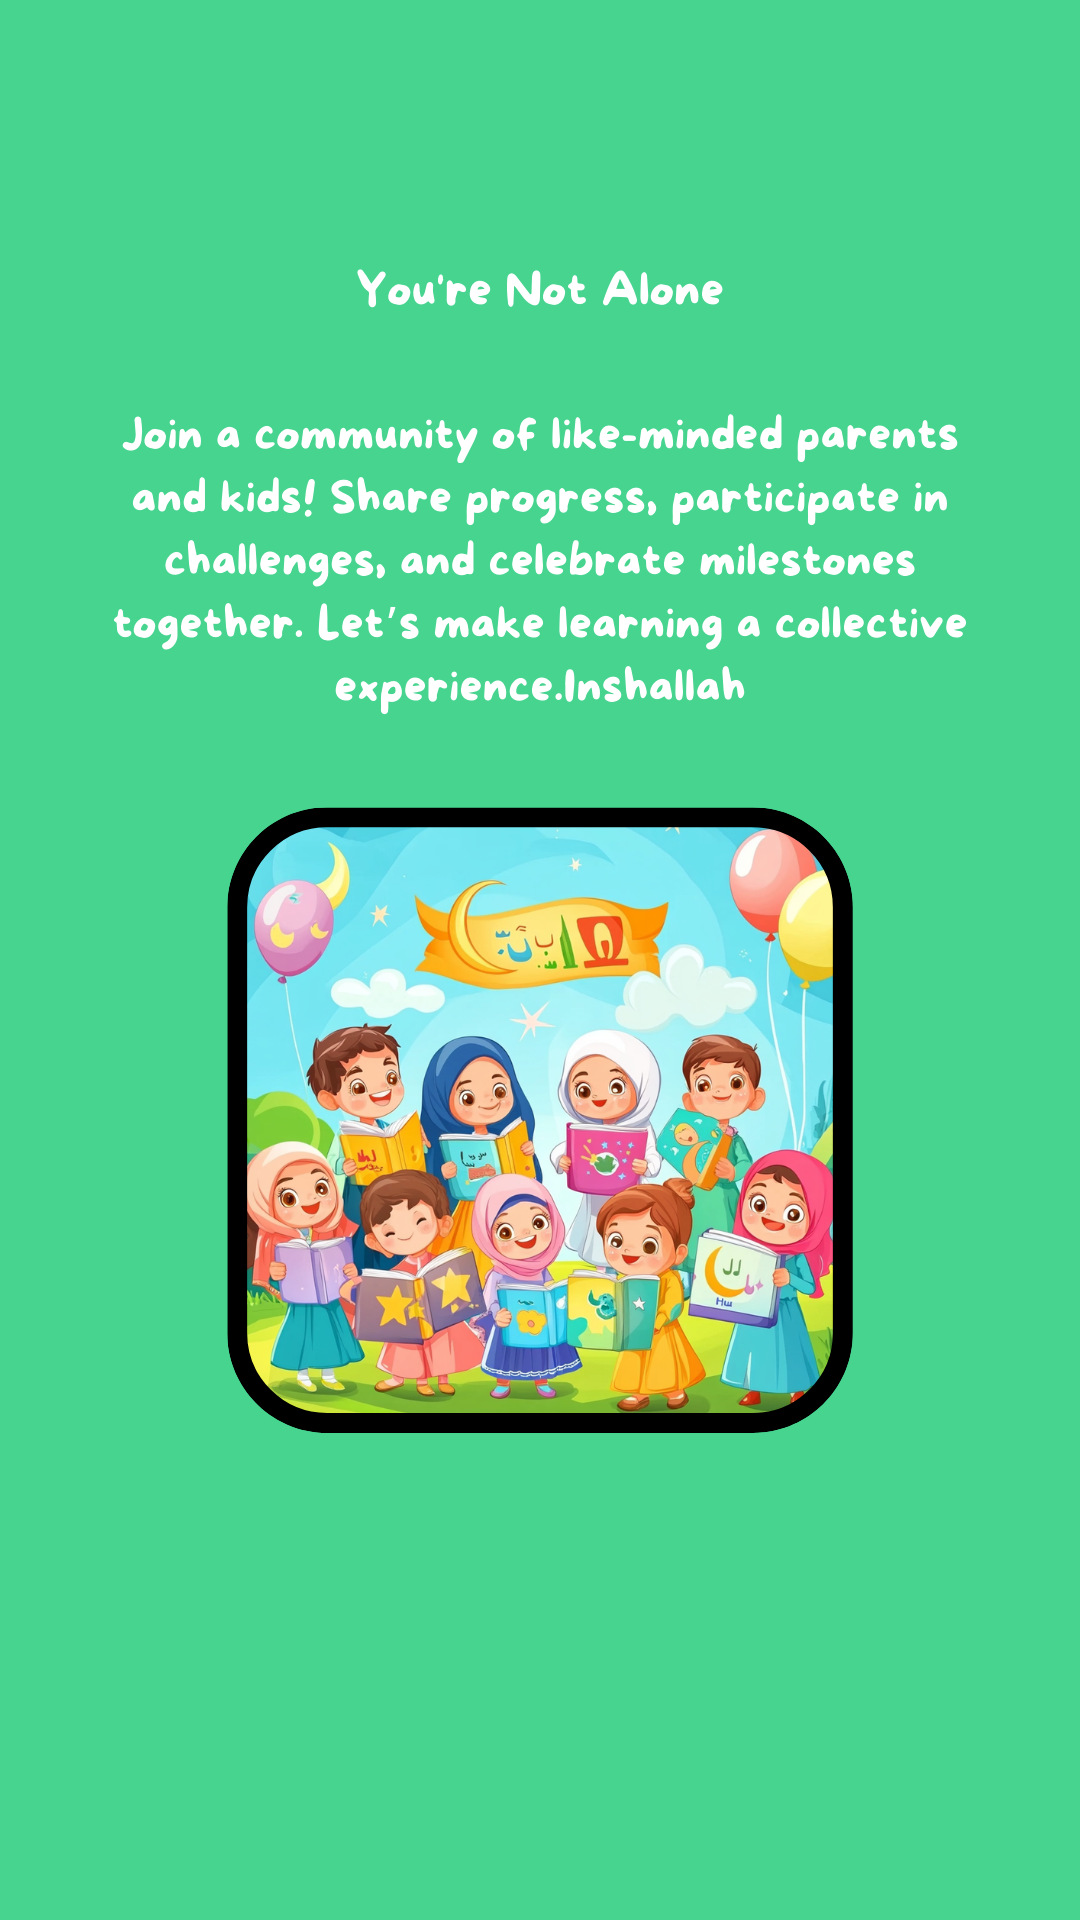 You're Not Alone
Join a community of like-minded parents
and kids! Share progress, participate in
challenges, and celebrate milestones
together. Let's make learning a collective
experience.Inshallah